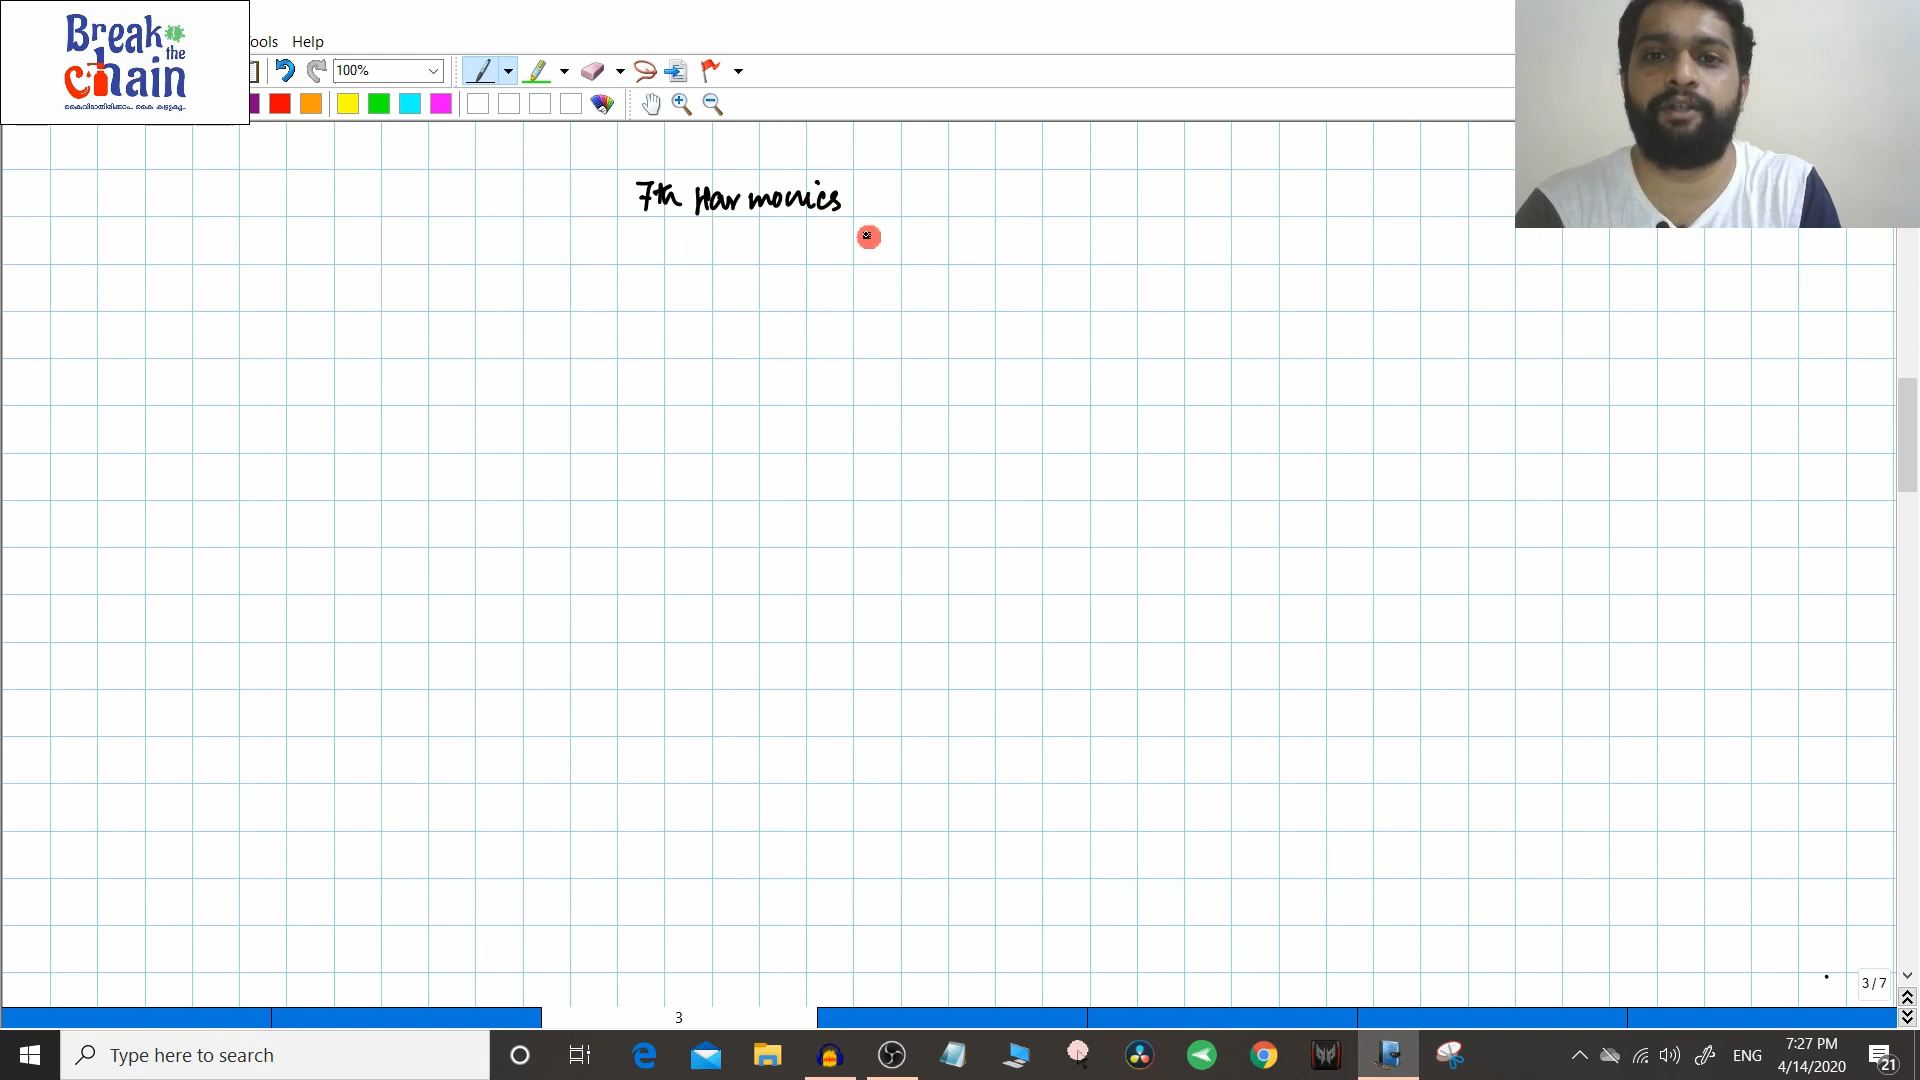 Break
the
chain
കൈവിടാതിരിക്കാം.. കൈ കഴുകൂ..
ools Help
100%
7th Harmonics
3 / 7
3
Type here to search
ENG
7:27 PM
4/14/2020
21